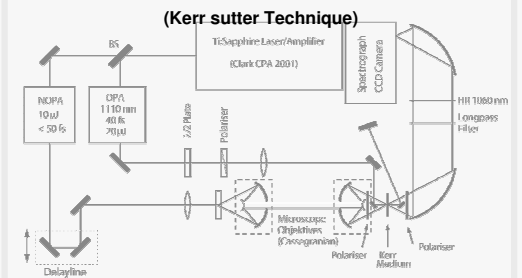 (Kerr sutter Technique)
BS
Ti:Sapphire Laser/Amplifier
(Clark CPA 2001)
Spectrograph
CCD Camera
NOPA
10 µJ
< 50 fs
OPA
1110 nm
40 fs
20µJ
λ/2 Plate
Polariser
HR 1060 nm
Longpass
Filter
Microscope
Objektives
(Cassegranian)
Polariser
Kerr
Medium
Polariser
Delayline